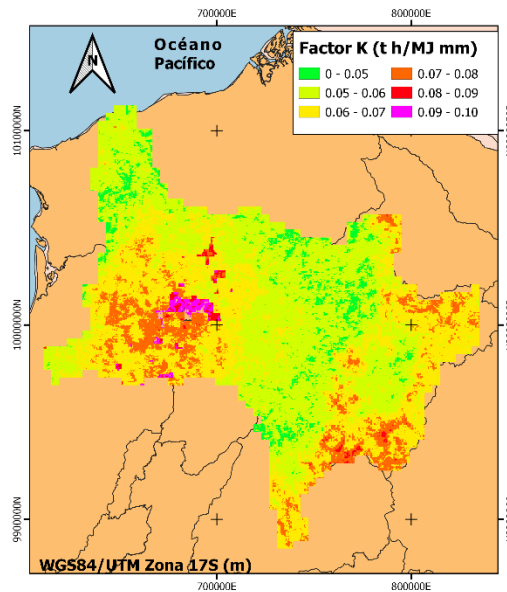 700000E 800000E
Océano
Pacífico
N
Factor K (t h/MJ mm)
0 - 0.05 0.07 - 0.08
0.05 - 0.06 0.08 - 0.09
0.06 - 0.07 0.09 - 0.10
10100000N
10000000N
9900000N
WGS84/UTM Zona 17S (m)
700000E 800000E